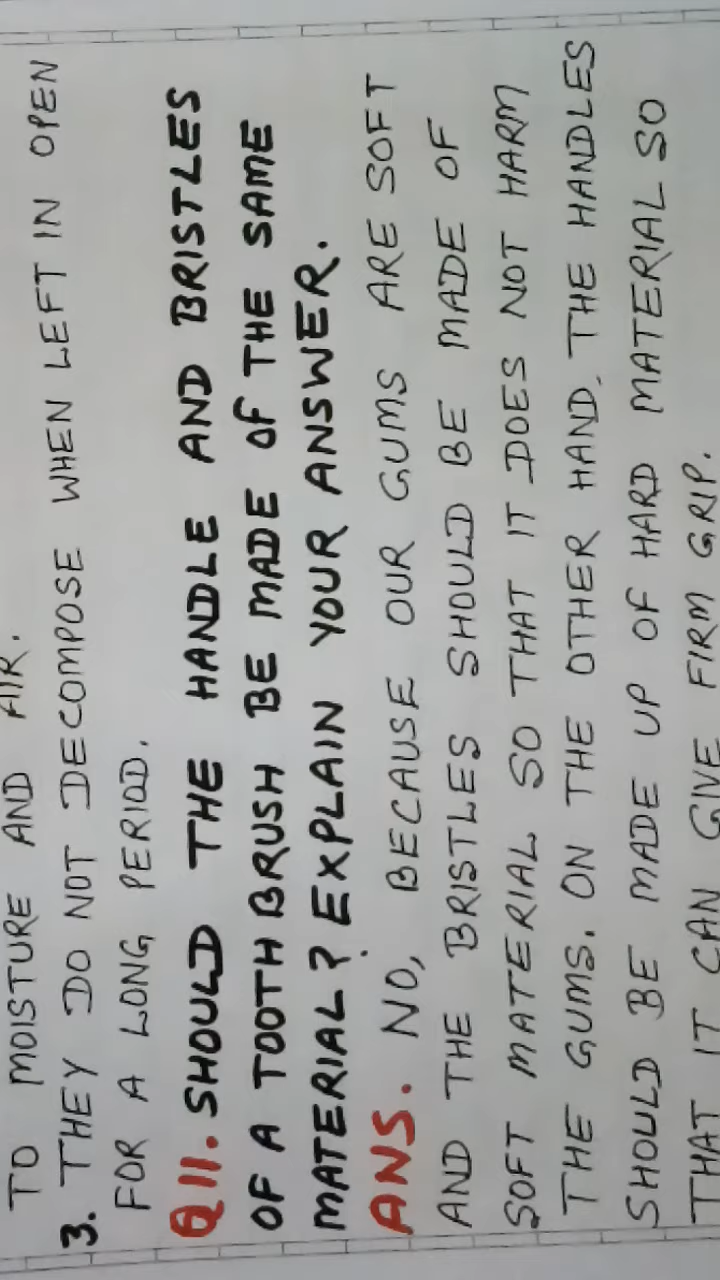 TO MOISTURE AND AIR.
3. THEY DO NOT DECOMPOSE WHEN LEFT IN OPEN
FOR A LONG PERIOD.
Q11. SHOULD THE HANDLE AND BRISTLES
OF A TOOTH BRUSH BE MADE OF THE SAME
MATERIAL? EXPLAIN YOUR ANSWER.
ANS. NO, BECAUSE OUR GUMS ARE SOFT
AND THE BRISTLES SHOULD BE MADE OF
SOFT MATERIAL SO THAT IT DOES NOT HARM
THE GUMS. ON THE OTHER HAND, THE HANDLES
SHOULD BE MADE UP OF HARD MATERIAL SO
THAT IT CAN GIVE FIRM GRIP.